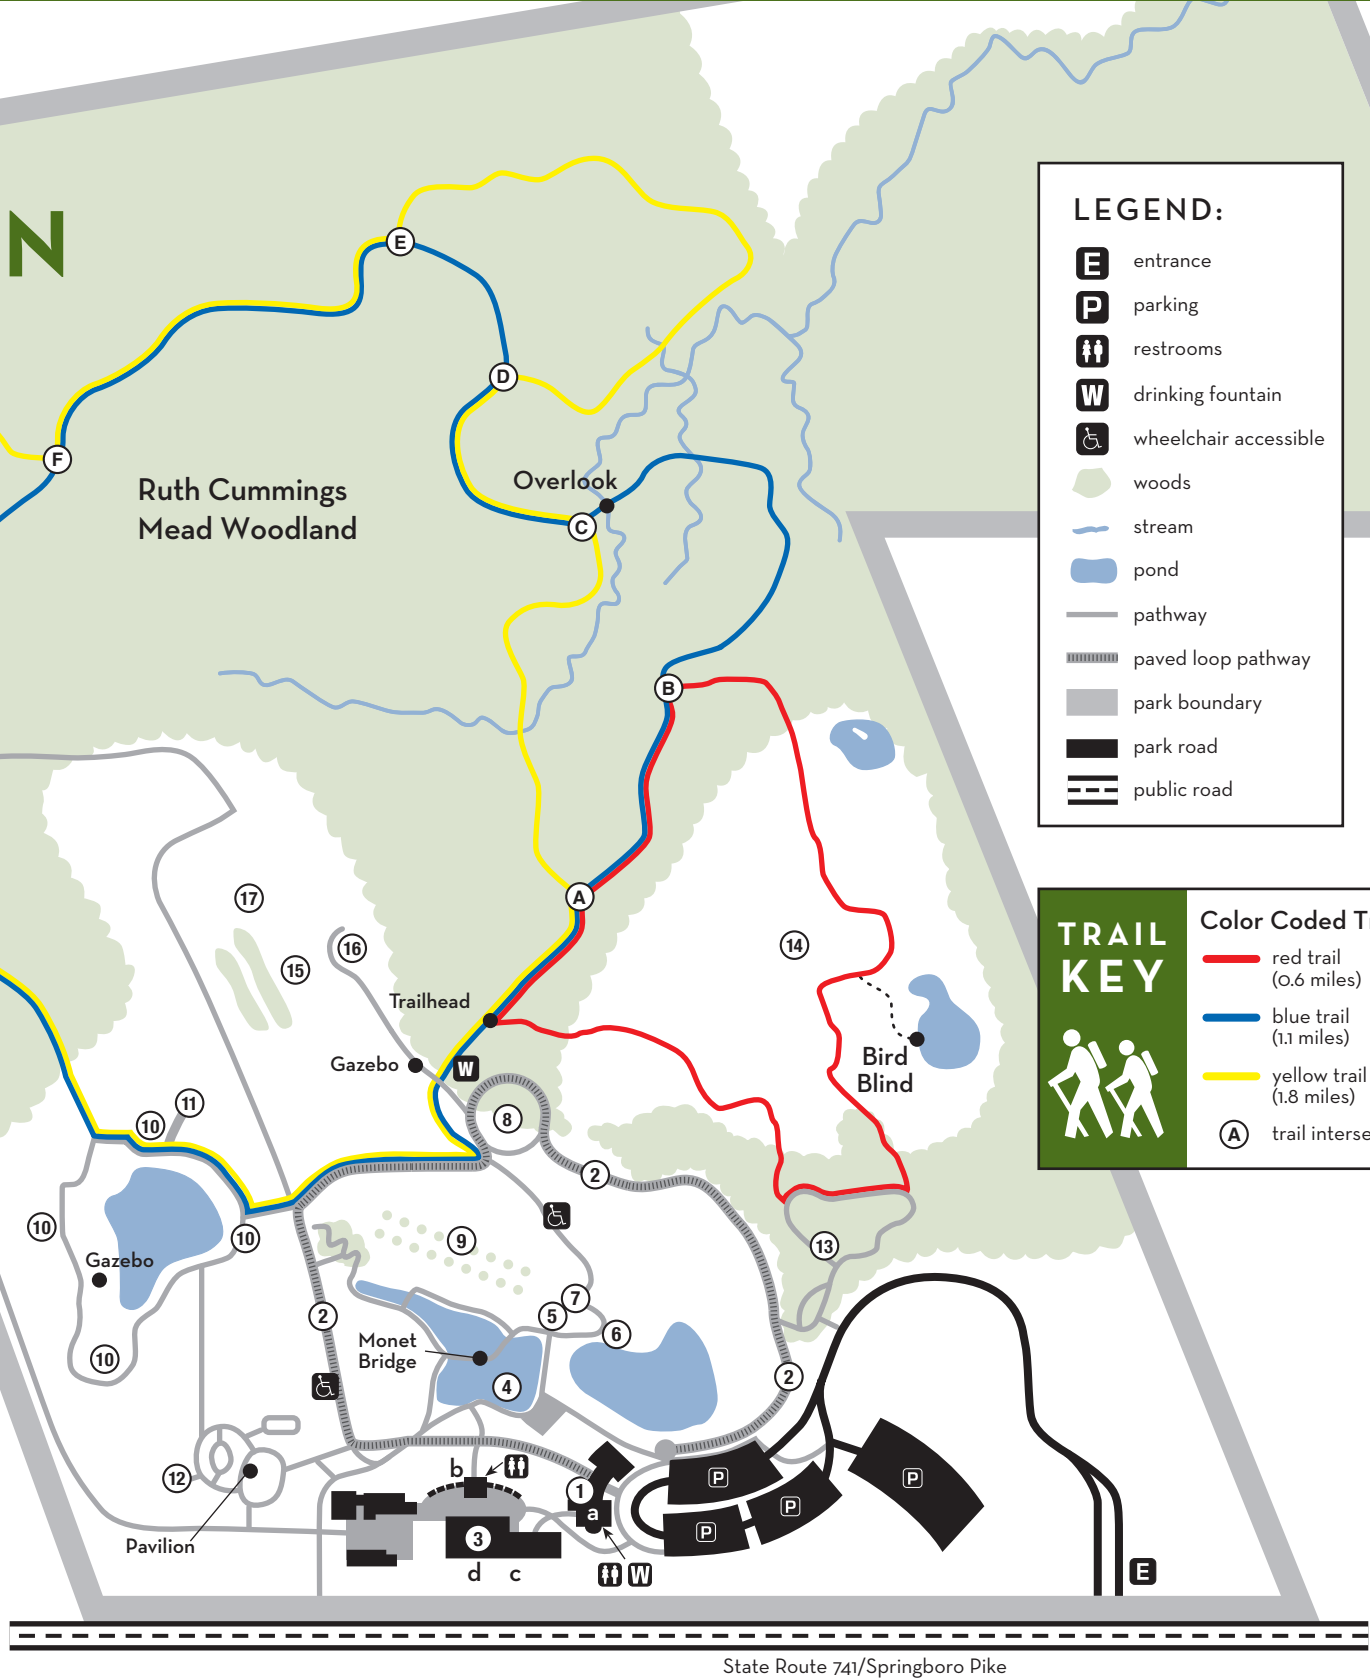 N
E
D
F
Ruth Cummings
Mead Woodland
Overlook
C
B
A
17
16
15
14
Trailhead
Gazebo
W
Bird
Blind
11
10
8
2
10
10
Gazebo
9
13
7
5
6
2
Monet
Bridge
4
10
2
12
b
1
a
P
P
P
P
3
Pavilion
d
c
W
E
State Route 741/Springboro Pike
LEGEND:
E entrance
P parking
restrooms
W drinking fountain
wheelchair accessible
woods
stream
pond
pathway
paved loop pathway
park boundary
park road
public road
TRAIL
KEY
Color Coded T
red trail
(0.6 miles)
blue trail
(1.1 miles)
yellow trail
(1.8 miles)
A trail interse